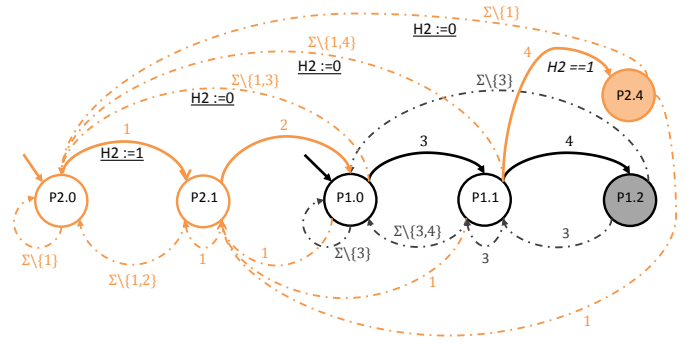 Σ\{1}
H2 :=0
Σ\{1,4}
H2 :=0
4
H2 ==1
Σ\{1,3}
H2 :=0
Σ\{3}
P2.4
1
H2 :=1
2
3
4
P2.0
P2.1
P1.0
P1.1
P1.2
Σ\{1}
Σ\{1,2}
1
1
Σ\{3}
Σ\{3,4}
3
3
1
1